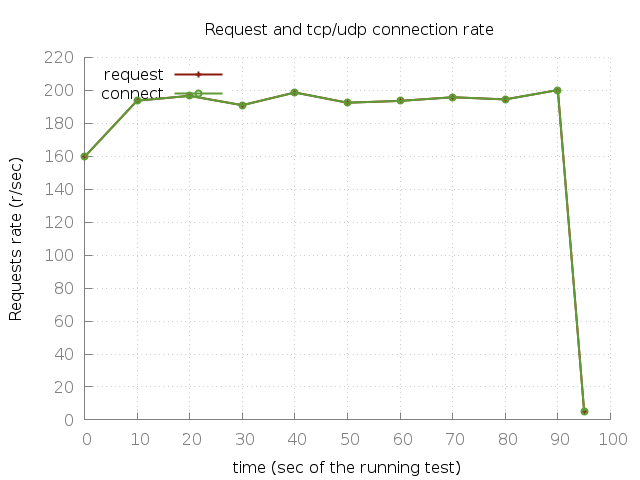 Request and tcp/udp connection rate
220
200
180
160
140
120
100
80
60
40
20
0
request
connect
Requests rate (r/sec)
0 10 20 30 40 50 60 70 80 90 100
time (sec of the running test)